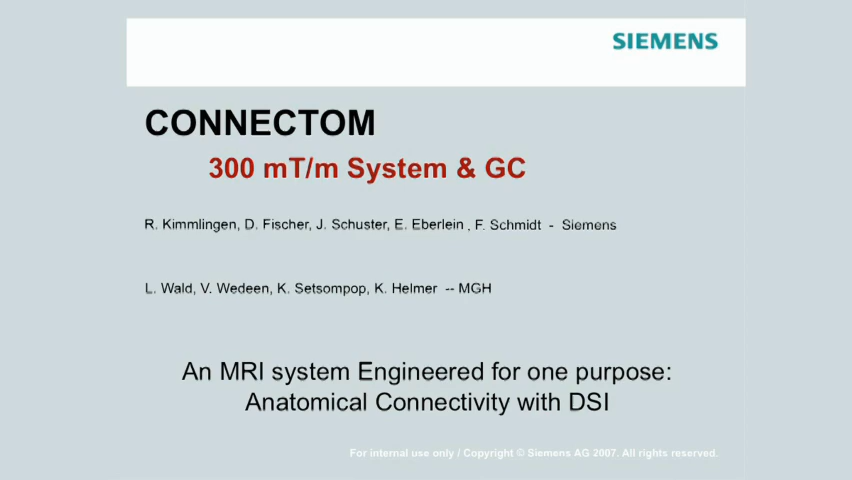 SIEMENS
CONNECTOM
300 mT/m System & GC
R. Kimmlingen, D. Fischer, J. Schuster, E. Eberlein , F. Schmidt - Siemens
L. Wald, V. Wedeen, K. Setsompop, K. Helmer -- MGH
An MRI system Engineered for one purpose:
Anatomical Connectivity with DSI
For internal use only / Copyright © Siemens AG 2007. All rights reserved.